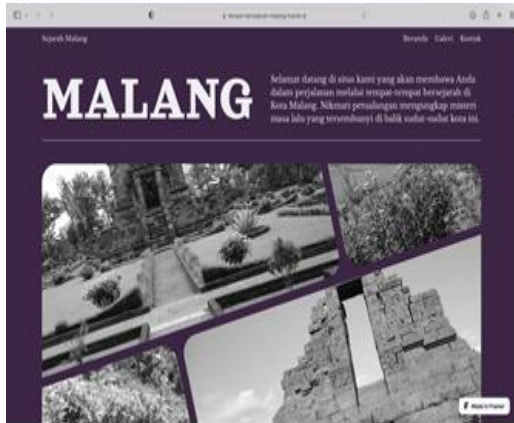 Sejarah Malang
Beranda Galeri Kontak
MALANG
Selamat datang di situs kami yang akan membawa Anda
dalam perjalanan melalui tempat-tempat bersejarah di
Kota Malang. Nikmati petualangan mengungkap misteri
masa lalu yang tersembunyi di balik sudut-sudut kota ini
Made in Framer